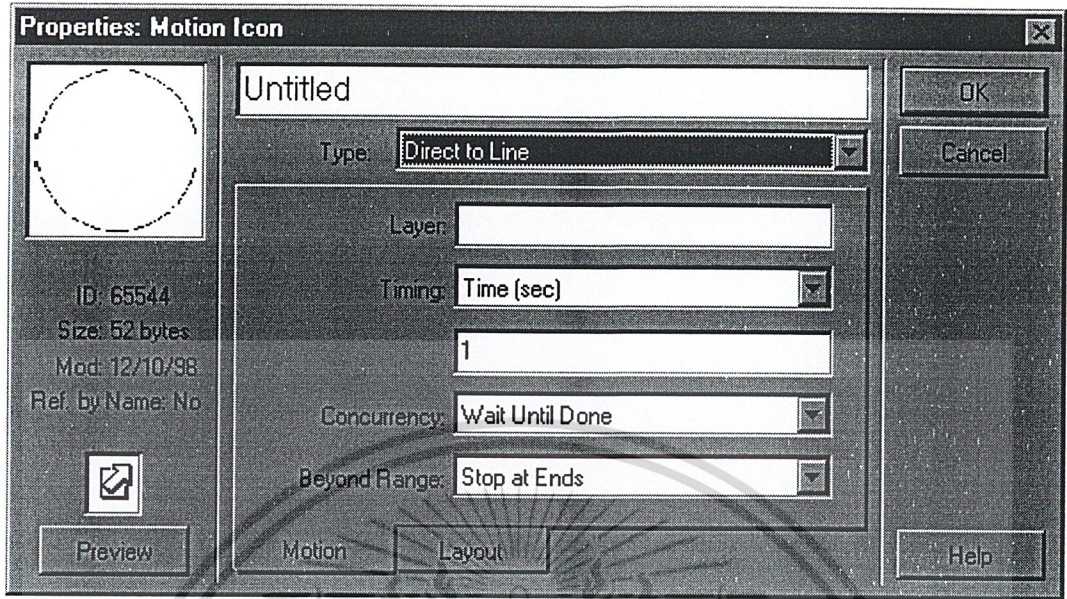 Properties: Motion Icon
Untitled
OK
Type: Direct to Line
Cancel
Layer:
ID: 65544
Timing: Time (sec)
Size: 52 bytes
1
Mod: 12/10/98
Ref. by Name: No
Concurrency: Wait Until Done
Beyond Range: Stop at Ends
Preview
Motion
Layout
Help